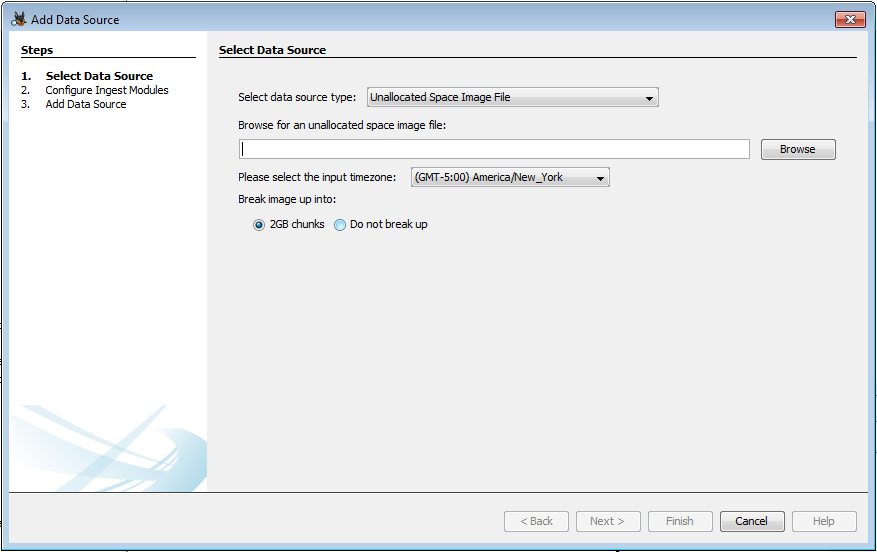 Add Data Source
Steps
1. Select Data Source
2. Configure Ingest Modules
3. Add Data Source
Select Data Source
Select data source type: Unallocated Space Image File
Browse for an unallocated space image file:
Browse
Please select the input timezone: (GMT-5:00) America/New_York
Break image up into:
2GB chunks Do not break up
< Back Next > Finish Cancel Help